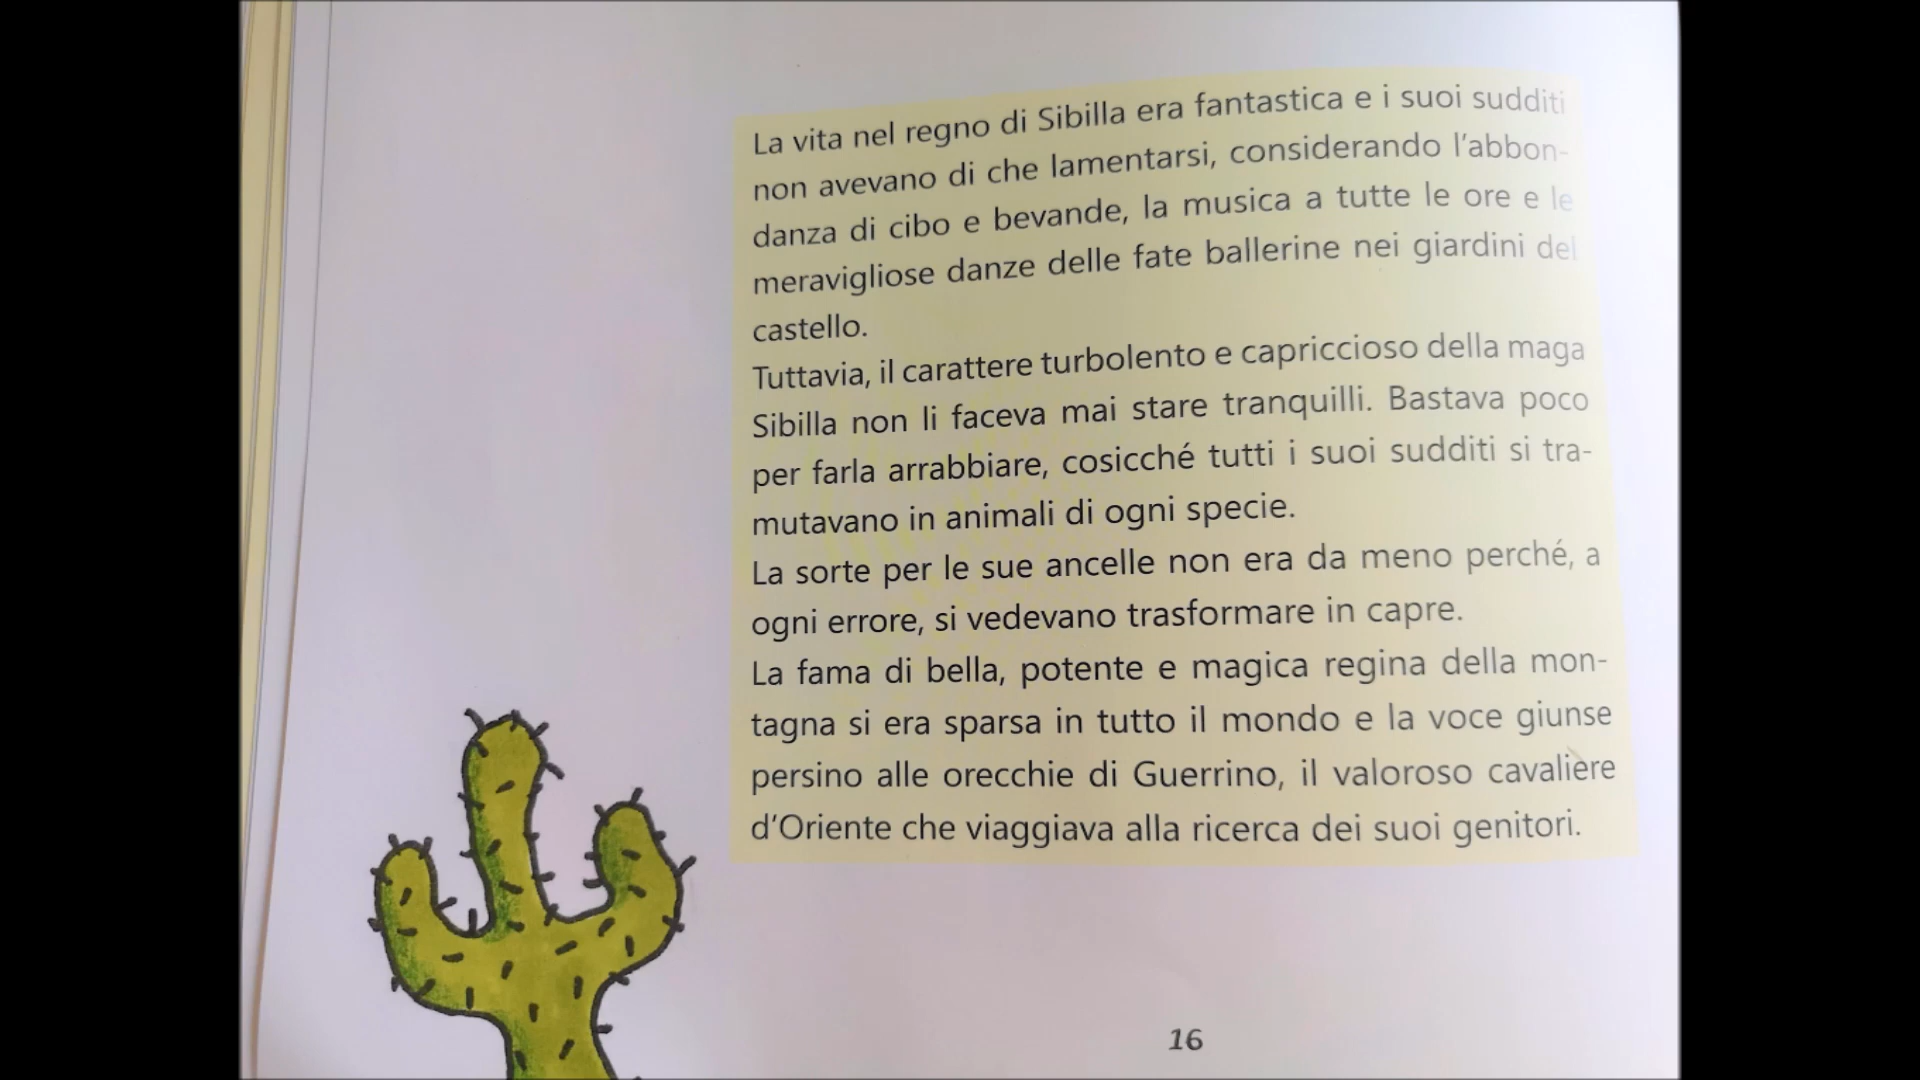 La vita nel regno di Sibilla era fantastica e i suoi sudditi
non avevano di che lamentarsi, considerando l'abbon-
danza di cibo e bevande, la musica a tutte le ore e le
meravigliose danze delle fate ballerine nei giardini del
castello.
Tuttavia, il carattere turbolento e capriccioso della maga
Sibilla non li faceva mai stare tranquilli. Bastava poco
per farla arrabbiare, cosicché tutti i suoi sudditi si tra-
mutavano in animali di ogni specie.
La sorte per le sue ancelle non era da meno perché, a
ogni errore, si vedevano trasformare in capre.
La fama di bella, potente e magica regina della mon-
tagna si era sparsa in tutto il mondo e la voce giunse
persino alle orecchie di Guerrino, il valoroso cavaliere
d'Oriente che viaggiava alla ricerca dei suoi genitori.
16